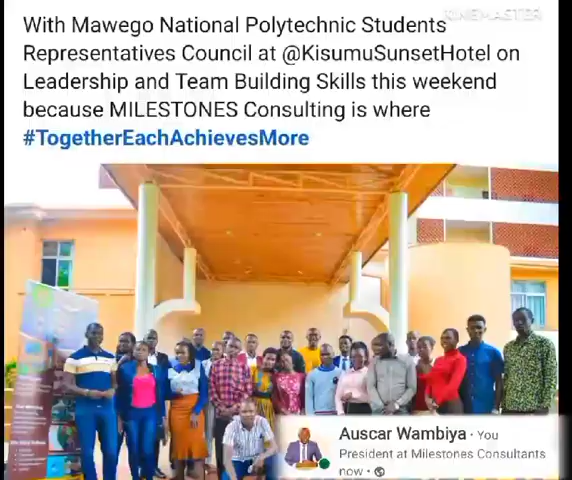 KINEMASTER
With Mawego National Polytechnic Students
Representatives Council at @KisumuSunsetHotel on
Leadership and Team Building Skills this weekend
because MILESTONES Consulting is where
#TogetherEachAchievesMore
Auscar Wambiya · You
President at Milestones Consultants
now ·